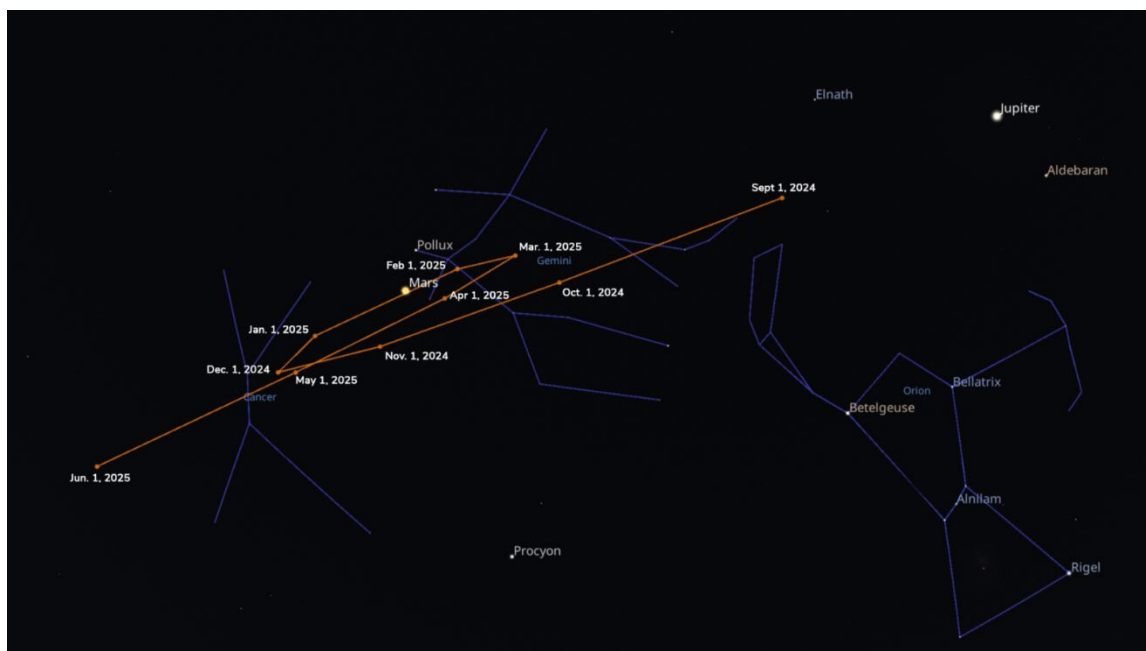 Elnath
Jupiter
Aldebaran
Sept 1, 2024
Pollux
Mar. 1, 2025
Gemini
Feb 1, 2025
Mars
Apr 1, 2025
Oct. 1, 2024
Jan. 1, 2025
Nov. 1, 2024
Dec. 1, 2024
May 1, 2025
Cancer
Bellatrix
Orion
Betelgeuse
Jun. 1, 2025
Alnilam
Procyon
Rigel